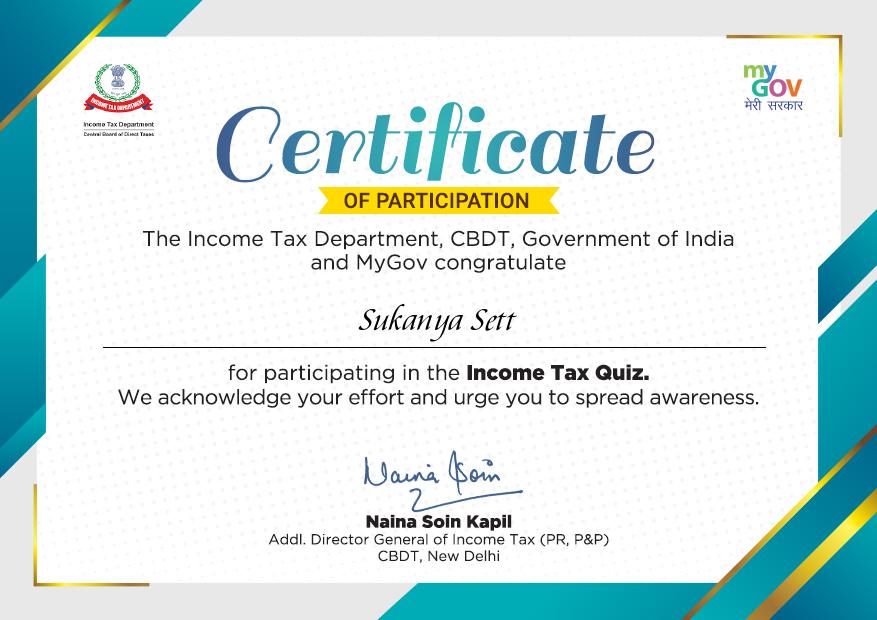 INCOME TAX DEPARTMENT
Income Tax Department
Central Board of Direct Taxes
my
GOV
मेरी सरकार
Certificate
OF PARTICIPATION
The Income Tax Department, CBDT, Government of India
and MyGov congratulate
Sukanya Sett
for participating in the Income Tax Quiz.
We acknowledge your effort and urge you to spread awareness.
Naina Soin
Naina Soin Kapil
Addl. Director General of Income Tax (PR, P&P)
CBDT, New Delhi